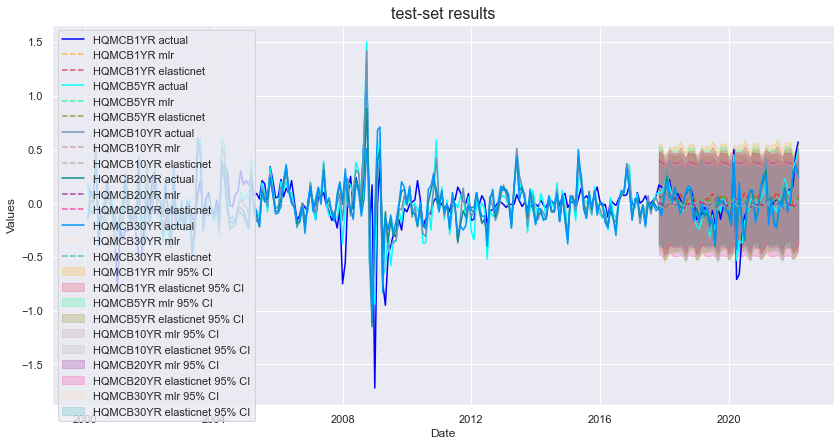 test-set results
HQMCB1YR actual
HQMCB1YR mlr
HQMCB1YR elasticnet
HQMCB5YR actual
HQMCB5YR mlr
HQMCB5YR elasticnet
HQMCB10YR actual
HQMCB10YR mlr
HQMCB10YR elasticnet
HQMCB20YR actual
HQMCB20YR mlr
HQMCB20YR elasticnet
HQMCB30YR actual
HQMCB30YR mlr
HQMCB30YR elasticnet
HQMCB1YR mlr 95% CI
HQMCB1YR elasticnet 95% CI
HQMCB5YR mlr 95% CI
HQMCB5YR elasticnet 95% CI
HQMCB10YR mlr 95% CI
HQMCB10YR elasticnet 95% CI
HQMCB20YR mlr 95% CI
HQMCB20YR elasticnet 95% CI
HQMCB30YR mlr 95% CI
HQMCB30YR elasticnet 95% CI
1.5
1.0
0.5
0.0
−0.5
−1.0
−1.5
Values
2000 2004 2008 2012 2016 2020
Date